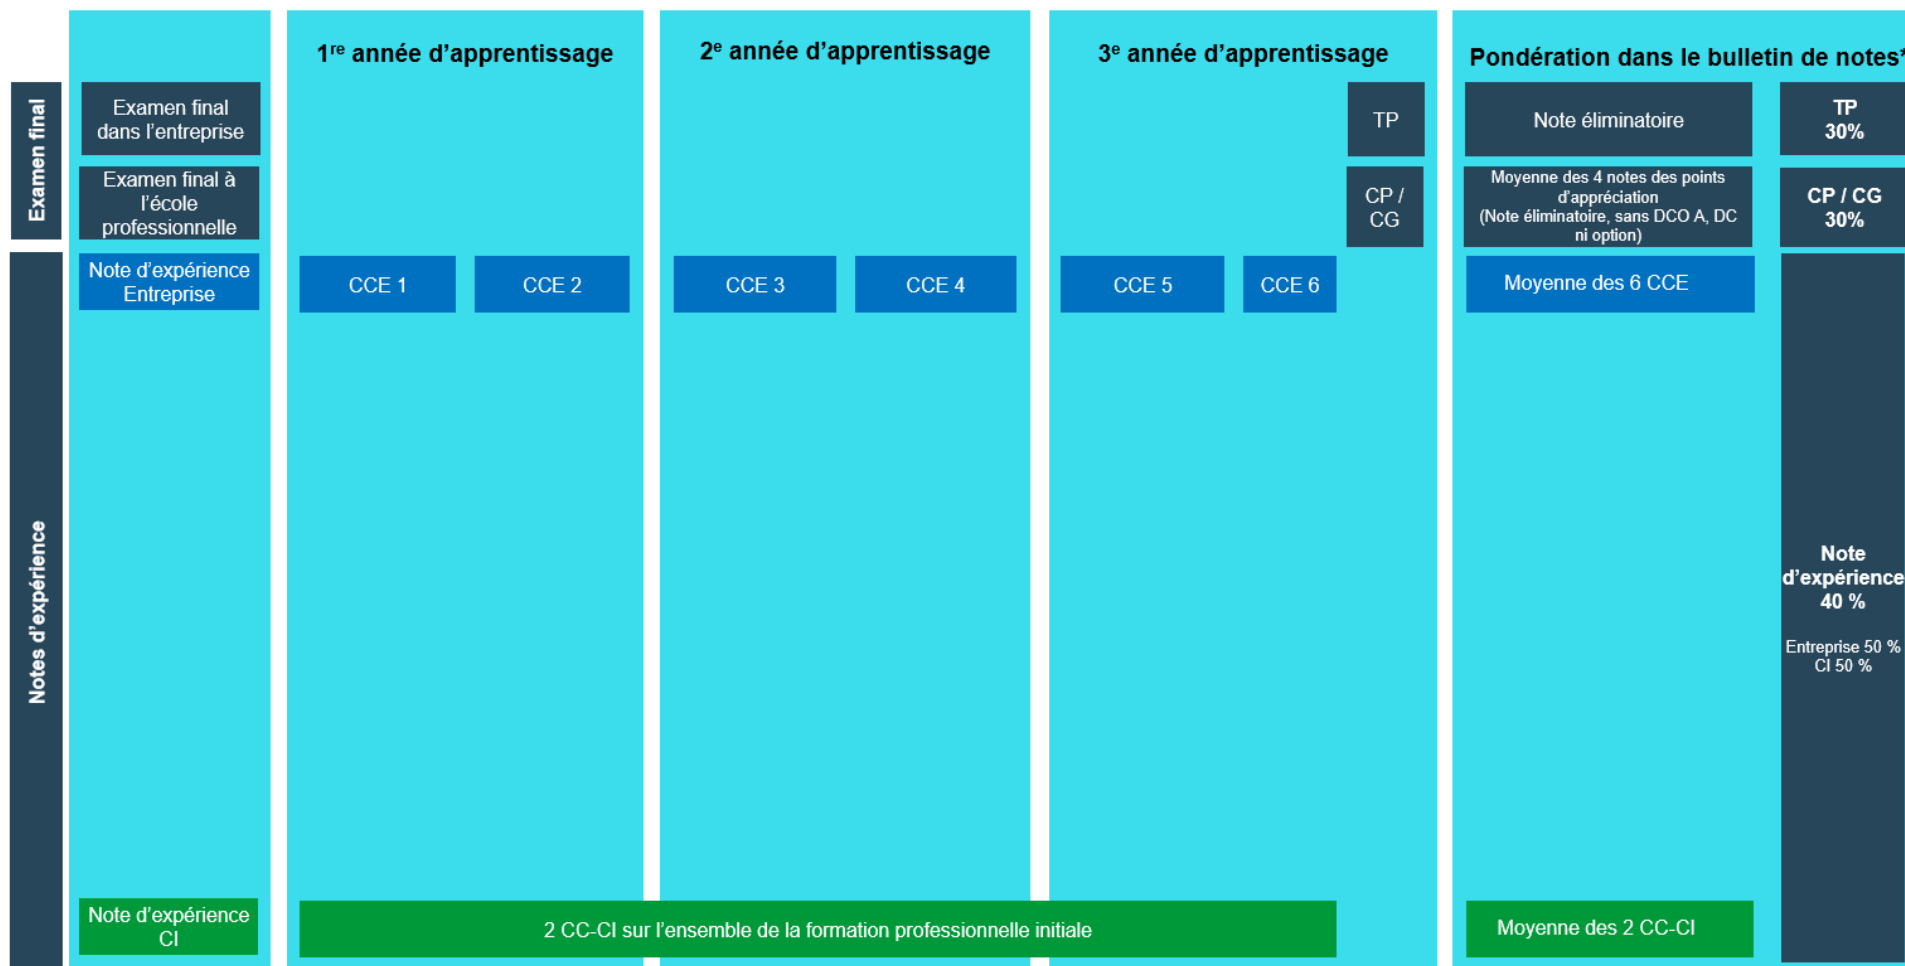 1re année d’apprentissage
2e année d’apprentissage
3e année d’apprentissage
Pondération dans le bulletin de notes*
Examen final
Examen final
dans l’entreprise
TP
Note éliminatoire
TP
30%
Examen final à
l’école
professionnelle
CP /
CG
Moyenne des 4 notes des points
d’appréciation
(Note éliminatoire, sans DCO A, DC
ni option)
CP / CG
30%
Notes d’expérience
Note d’expérience
Entreprise
CCE 1
CCE 2
CCE 3
CCE 4
CCE 5
CCE 6
Moyenne des 6 CCE
Note
d’expérience
40 %
Entreprise 50 %
CI 50 %
Note d’expérience
CI
2 CC-CI sur l’ensemble de la formation professionnelle initiale
Moyenne des 2 CC-CI